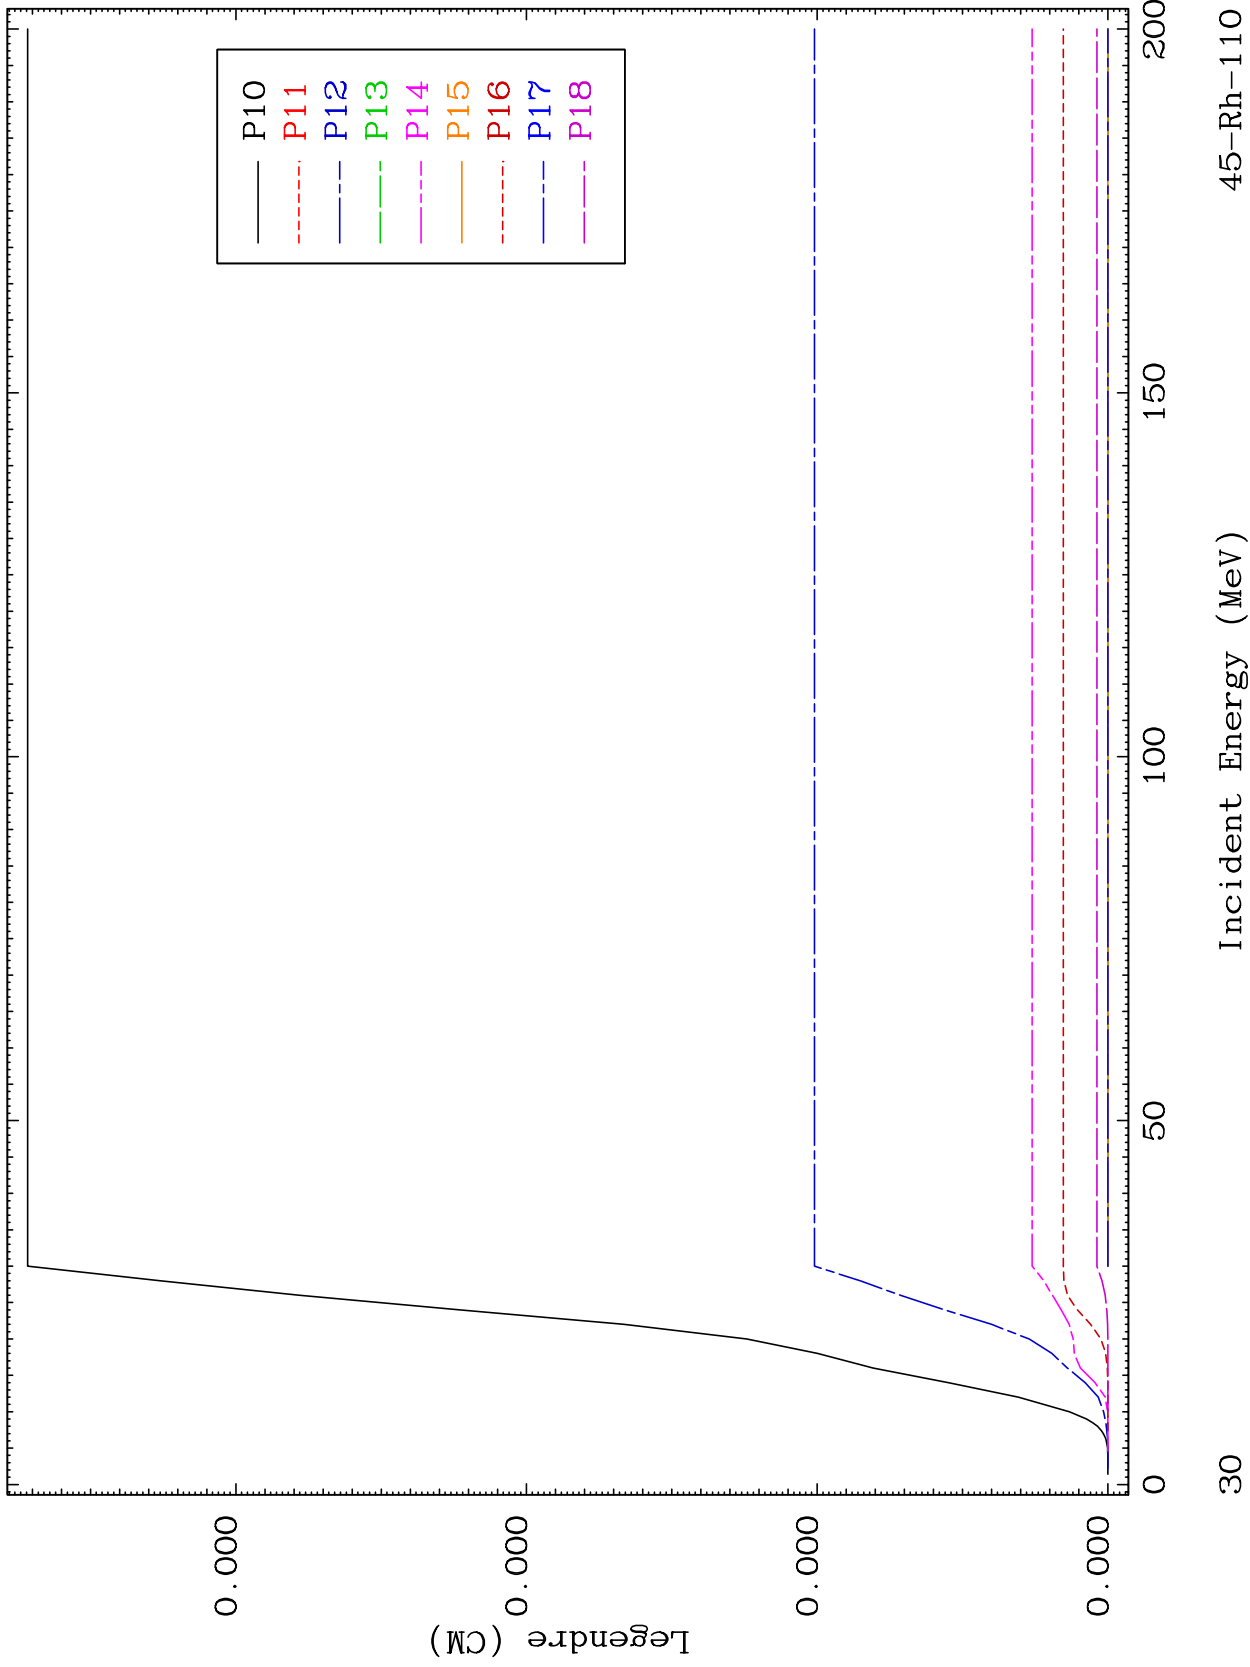 P10
P11
P12
P13
P14
P15
P16
P17
P18
Legendre (CM)
0.000
0.000
0.000
0.000
0
50
100
150
200
30
Incident Energy (MeV)
45-Rh-110